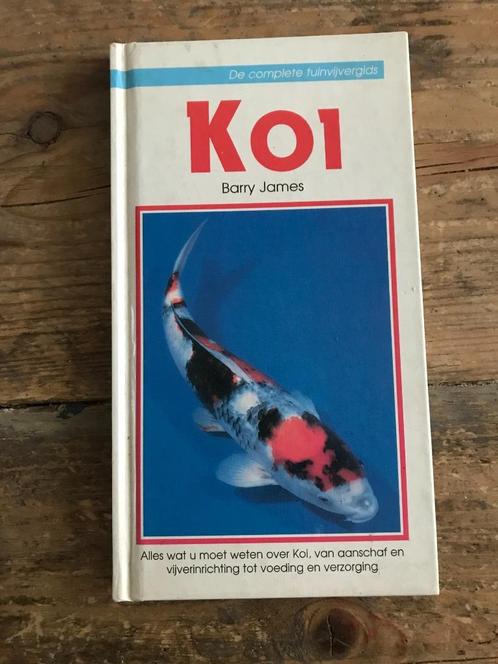 De complete tuinvijvergids
Koi
Barry James
Alles wat u moet weten over Koi, van aanschaf en
vijverinrichting tot voeding en verzorging